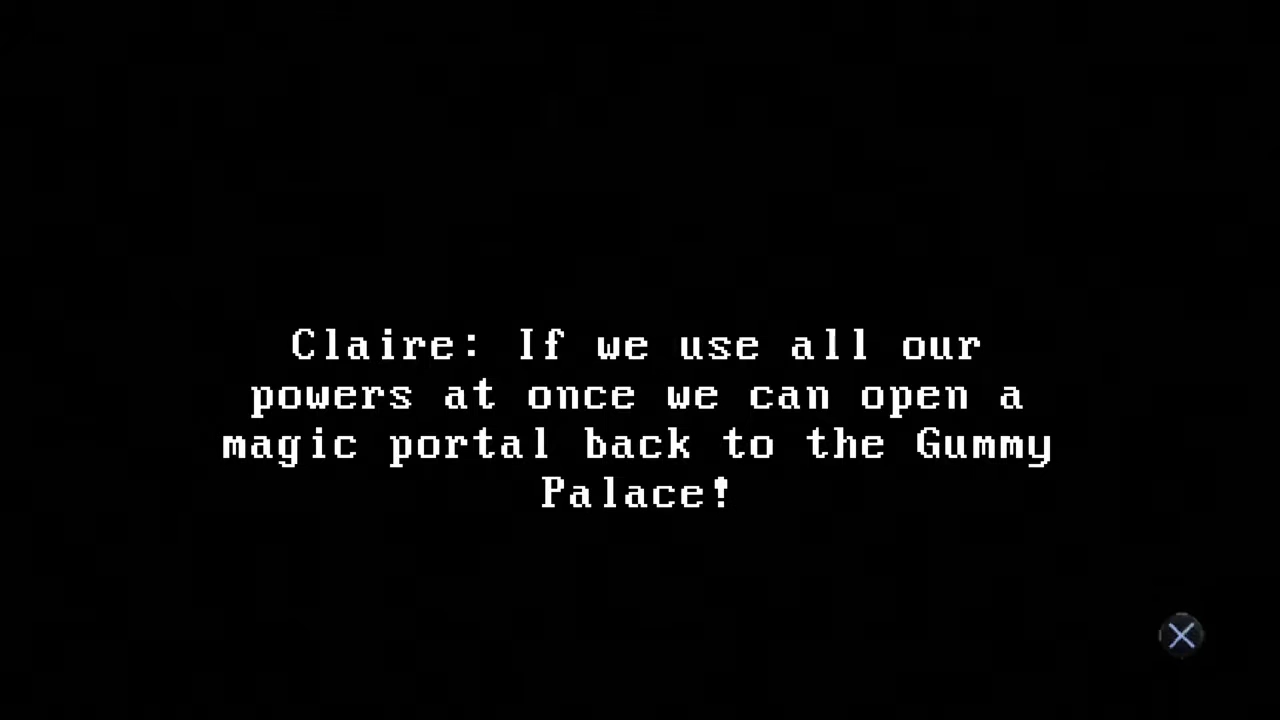 Claire: If we use all our
powers at once we can open a
magic portal back to the Gummy
Palace!